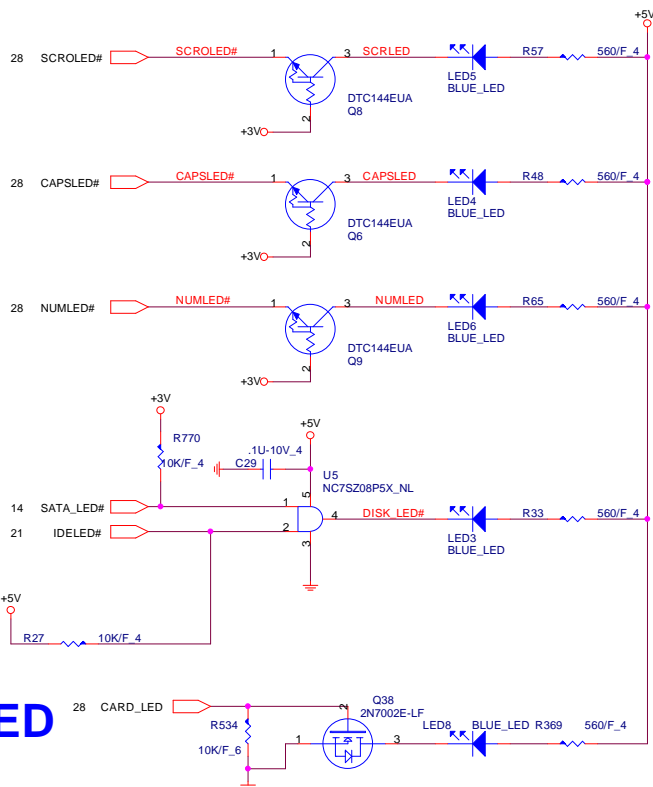 +5V
28 SCROLED# SCROLED# 1 3 SCRLED R57 560/F_4
LED5
BLUE_LED
DTC144EUA
Q8
2
+3V
28 CAPSLED# CAPSLED# 1 3 CAPSLED R48 560/F_4
LED4
BLUE_LED
DTC144EUA
Q6
2
+3V
28 NUMLED# NUMLED# 1 3 NUMLED R65 560/F_4
LED6
BLUE_LED
DTC144EUA
Q9
2
+3V
+3V
+5V
R770
10K/F_4
.1U-10V_4
C29
U5
NC7SZ08P5X_NL
5
14 SATA_LED# 1
4 DISK_LED# R33 560/F_4
21 IDELED# 2
LED3
BLUE_LED
3
+5V
R27 10K/F_4
ED
28 CARD_LED
2
Q38
2N7002E-LF
R534
10K/F_6
1 3
LED8 BLUE_LED R369 560/F_4